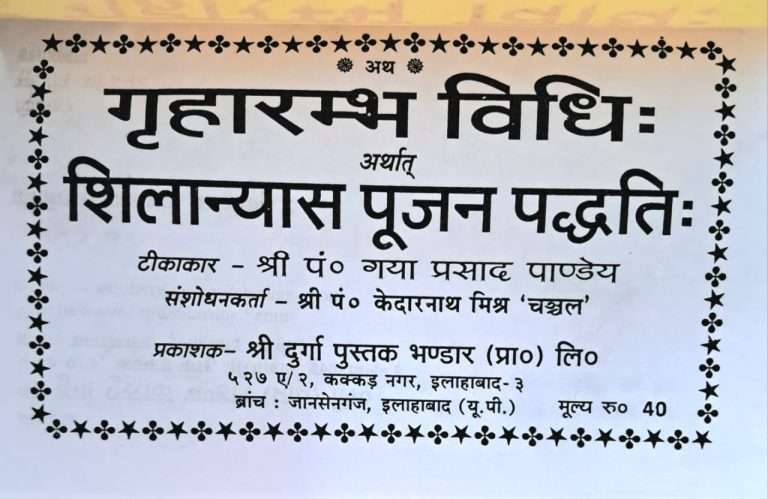 ❁ अथ ❁
गृहारम्भ विधिः
अर्थात्
शिलान्यास पूजन पद्धतिः
टीकाकार - श्री पं० गया प्रसाद पाण्डेय
संशोधनकर्ता - श्री पं० केदारनाथ मिश्र ‘चञ्चल’
प्रकाशक- श्री दुर्गा पुस्तक भण्डार (प्रा०) लि०
५२७ ए/२, कक्कड़ नगर, इलाहाबाद-३
ब्रांच : जानसेनगंज, इलाहाबाद (यू.पी.) मूल्य रु० 40